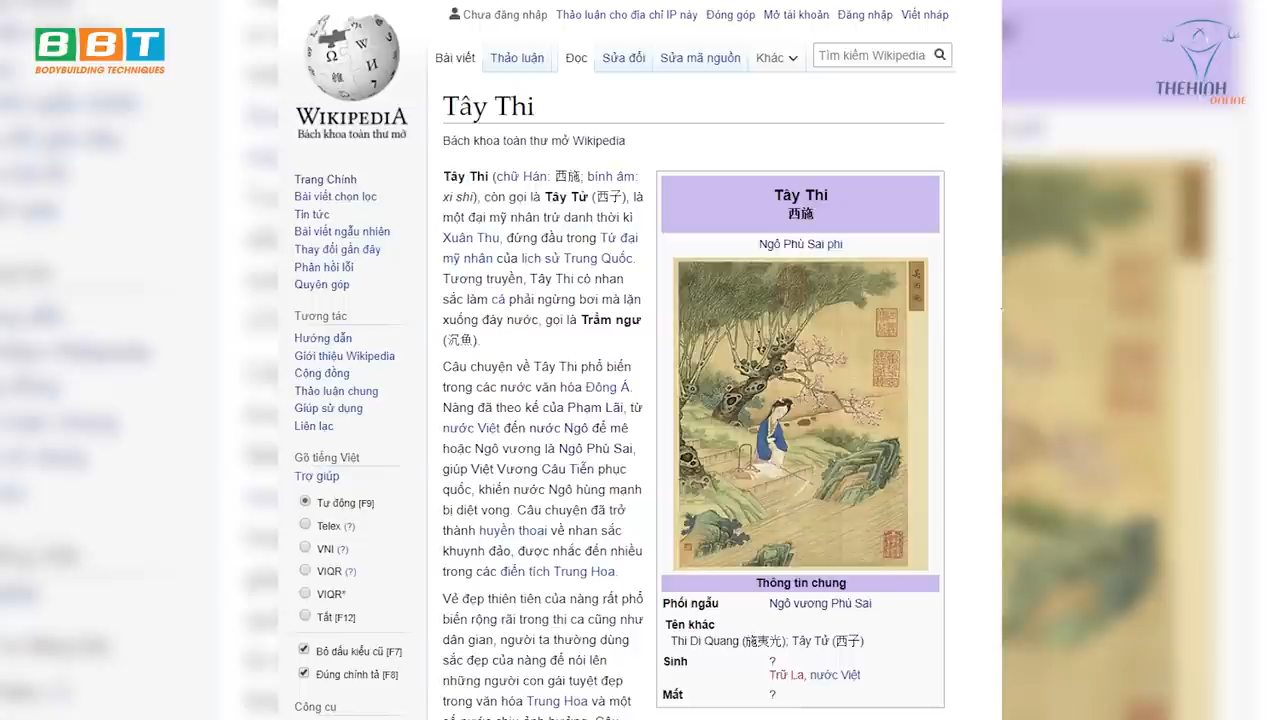 BBT
BODYBUILDING TECHNIQUES
THEHINH
ONLINE
Chưa đăng nhập Thảo luận cho địa chỉ IP này Đóng góp Mở tài khoản Đăng nhập Viết nháp
Bài viết Thảo luận Đọc Sửa đổi Sửa mã nguồn Khác Tìm kiếm Wikipedia
WIKIPEDIA
Bách khoa toàn thư mở
Trang Chính
Bài viết chọn lọc
Tin tức
Bài viết ngẫu nhiên
Thay đổi gần đây
Phản hồi lỗi
Quyên góp
Tương tác
Hướng dẫn
Giới thiệu Wikipedia
Cộng đồng
Thảo luận chung
Giúp sử dụng
Liên lạc
Gõ tiếng Việt
Trợ giúp
Tự động [F9]
Telex (?)
VNI (?)
VIQR (?)
VIQR*
Tắt [F12]
Bỏ dấu kiểu cũ [F7]
Đúng chính tả [F8]
Công cụ
Tây Thi
Bách khoa toàn thư mở Wikipedia
Tây Thi (chữ Hán: 西施; bính âm:
xi shi), còn gọi là Tây Tử (西子), là
một đại mỹ nhân trứ danh thời kì
Xuân Thu, đứng đầu trong Tứ đại
mỹ nhân của lịch sử Trung Quốc.
Tương truyền, Tây Thi có nhan
sắc làm cá phải ngừng bơi mà lặn
xuống đáy nước, gọi là Trầm ngư
(沉鱼).
Câu chuyện về Tây Thi phổ biến
trong các nước văn hóa Đông Á.
Nàng đã theo kế của Phạm Lãi, từ
nước Việt đến nước Ngô để mê
hoặc Ngô vương là Ngô Phù Sai,
giúp Việt Vương Câu Tiễn phục
quốc, khiến nước Ngô hùng mạnh
bị diệt vong. Câu chuyện đã trở
thành huyền thoại về nhan sắc
khuynh đảo, được nhắc đến nhiều
trong các điển tích Trung Hoa.
Vẻ đẹp thiên tiên của nàng rất phổ
biến rộng rãi trong thi ca cũng như
dân gian, người ta thường dùng
sắc đẹp của nàng để nói lên
những người con gái tuyệt đẹp
trong văn hóa Trung Hoa và một
Tây Thi
西施
Ngô Phù Sai phi
Thông tin chung
Phối ngẫu Ngô vương Phù Sai
Tên khác
Thi Di Quang (施夷光); Tây Tử (西子)
Sinh ?
Trữ La, nước Việt
Mất ?